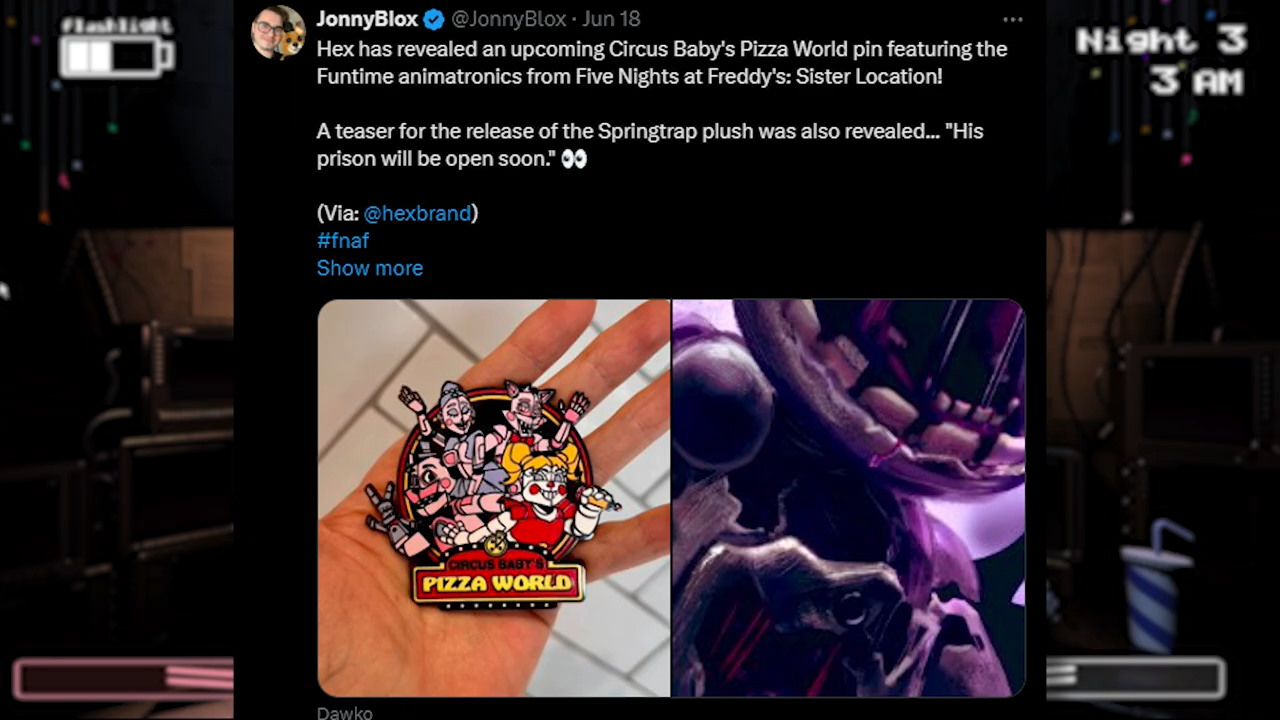 flashlight
Night 3
3 AM
JonnyBlox @JonnyBlox · Jun 18
Hex has revealed an upcoming Circus Baby's Pizza World pin featuring the
Funtime animatronics from Five Nights at Freddy's: Sister Location!
A teaser for the release of the Springtrap plush was also revealed... "His
prison will be open soon." 👀
(Via: @hexbrand)
#fnaf
Show more
CIRCUS BABY'S
PIZZA WORLD
Dawko